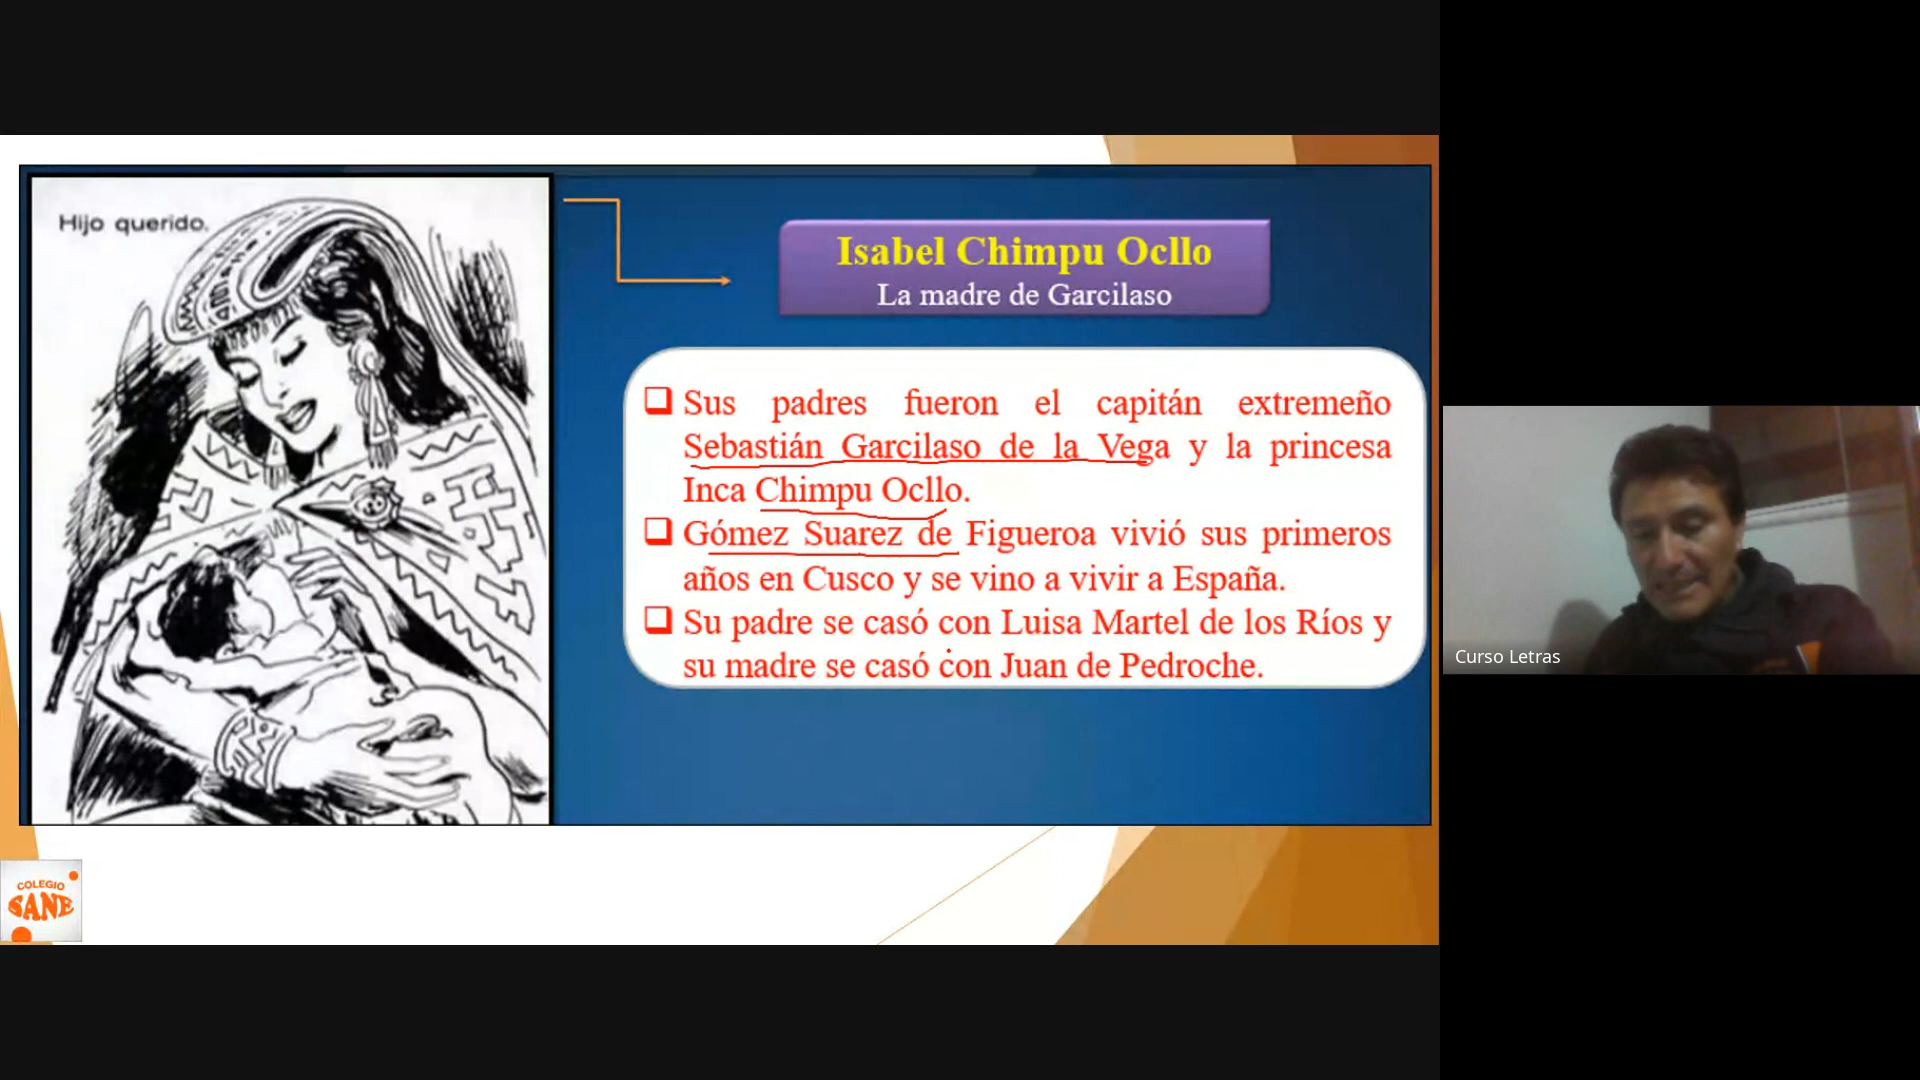 Hijo querido.
Isabel Chimpu Ocllo
La madre de Garcilaso
Sus padres fueron el capitán extremeño
Sebastián Garcilaso de la Vega y la princesa
Inca Chimpu Ocllo.
Gómez Suarez de Figueroa vivió sus primeros
años en Cusco y se vino a vivir a España.
Su padre se casó con Luisa Martel de los Ríos y
su madre se casó con Juan de Pedroche.
Curso Letras
COLEGIO
SANE